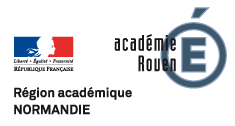 Liberté • Égalité • Fraternité
RÉPUBLIQUE FRANÇAISE
académie
Rouen
É
Région académique
NORMANDIE